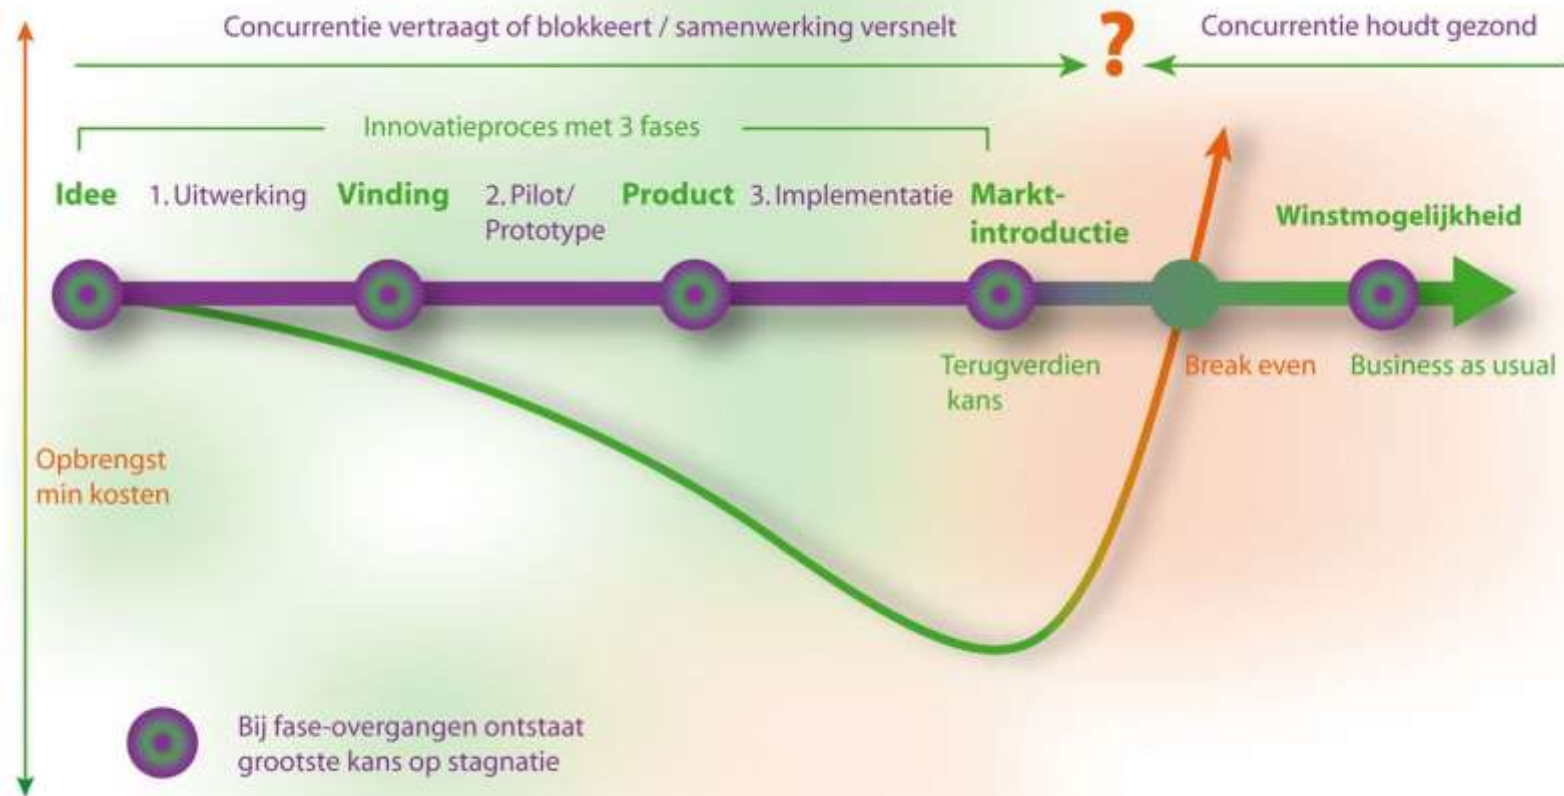 Concurrentie vertraagt of blokkeert / samenwerking versnelt
?
Concurrentie houdt gezond
Innovatieproces met 3 fases
Idee
1. Uitwerking
Vinding
2. Pilot/
Prototype
Product
3. Implementatie
Markt-
introductie
Winstmogelijkheid
Terugverdien
kans
Break even
Business as usual
Opbrengst
min kosten
Bij fase-overgangen ontstaat
grootste kans op stagnatie